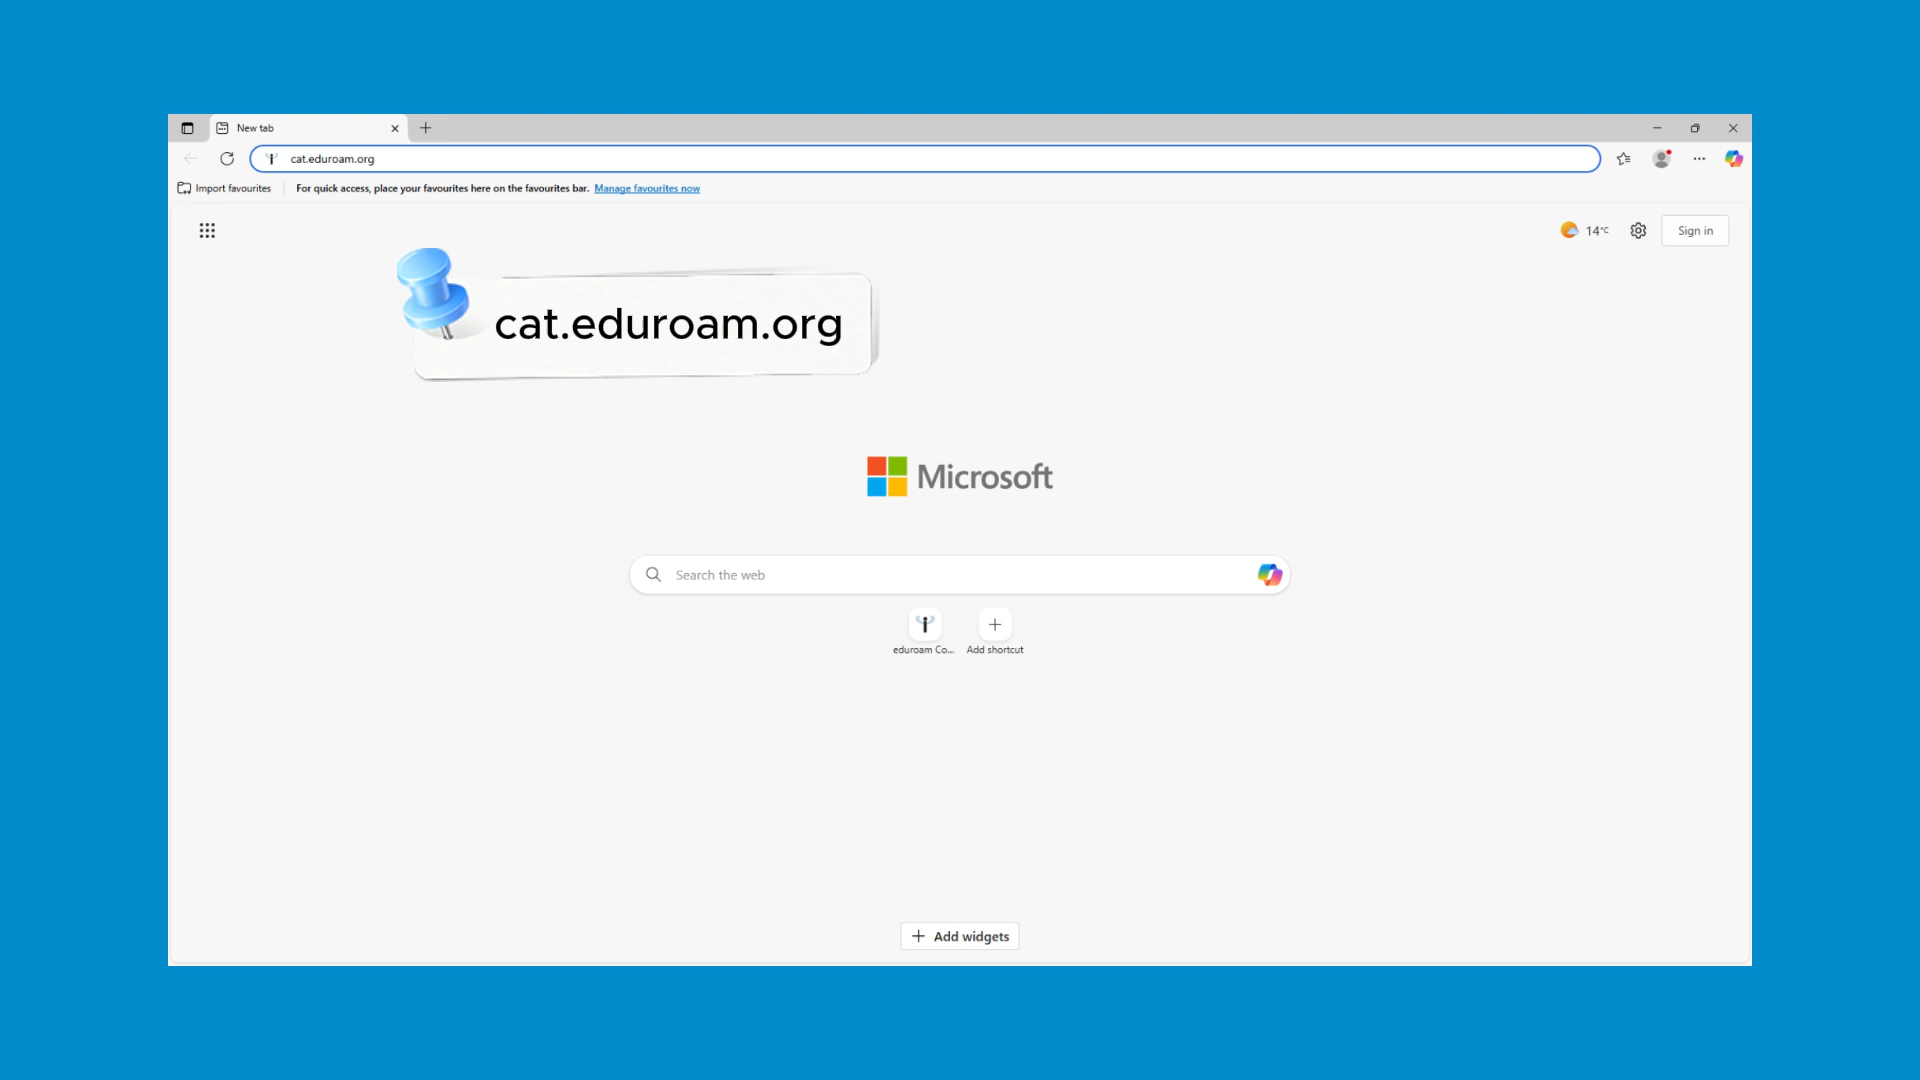 New tab
cat.eduroam.org
Import favourites
For quick access, place your favourites here on the favourites bar. Manage favourites now
14°C
Sign in
cat.eduroam.org
Microsoft
Search the web
eduroam Co...
Add shortcut
Add widgets